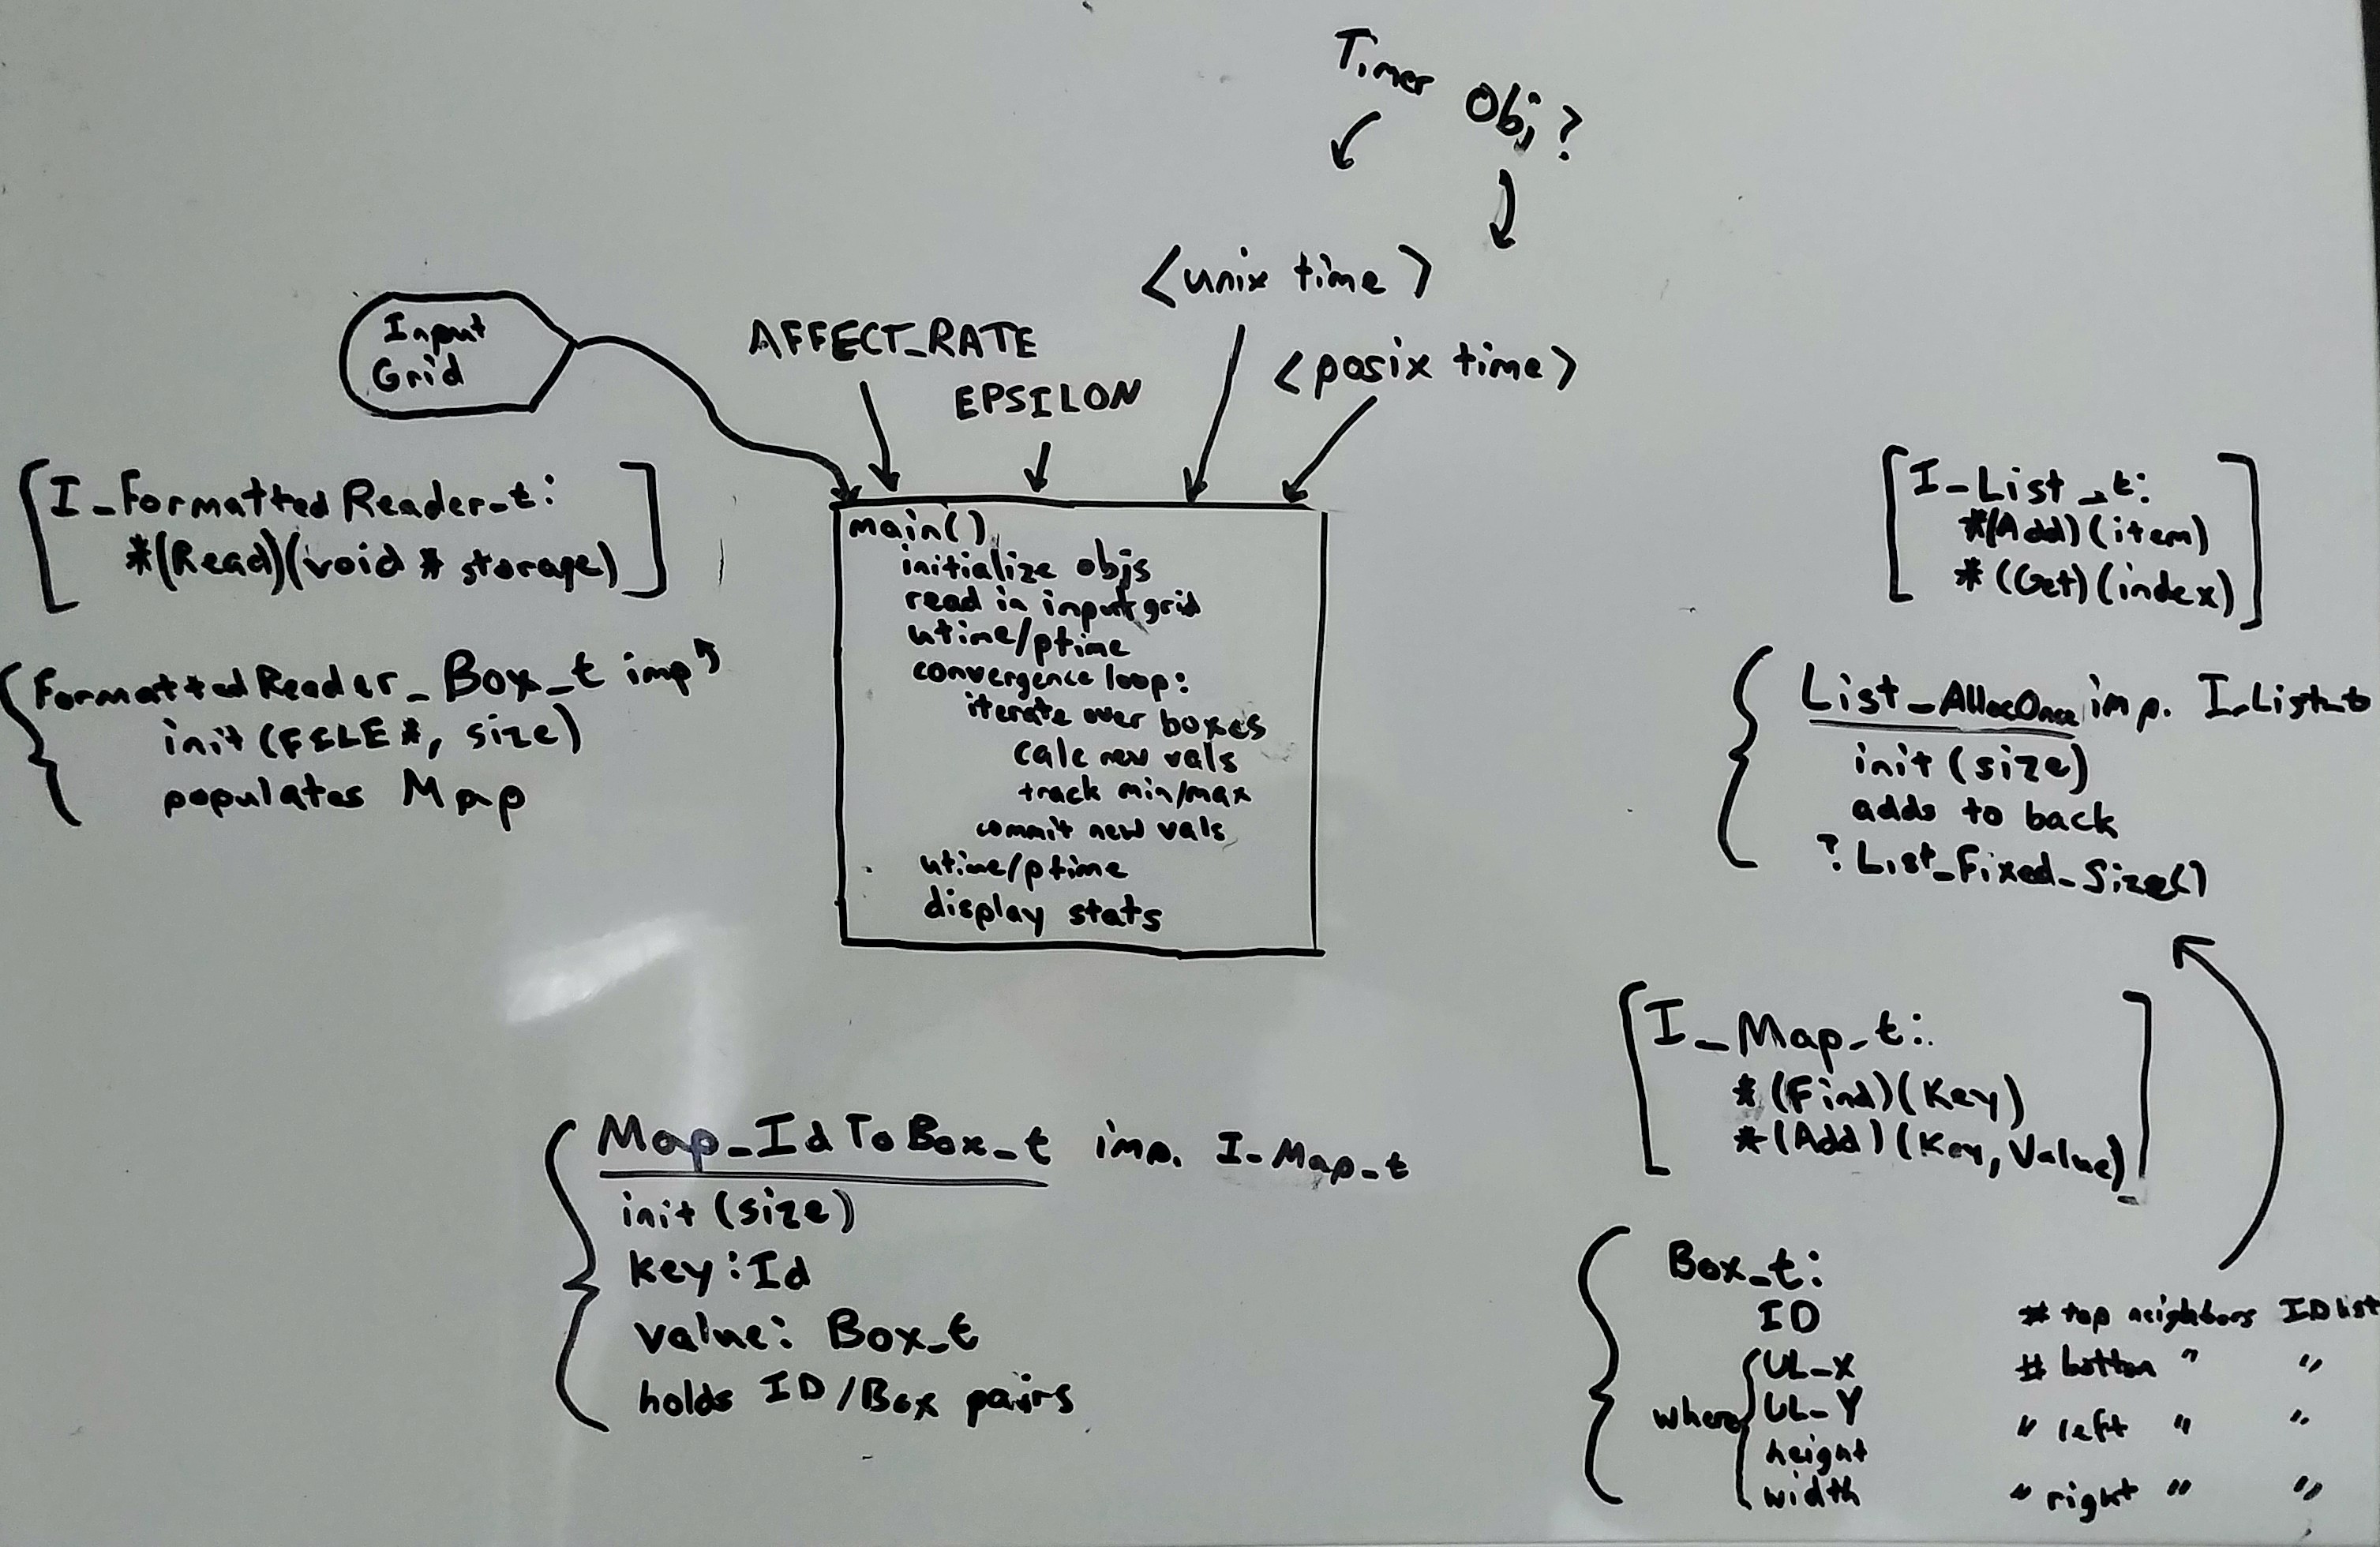 Timer Obj?
<unix time>
<posix time>
Input
Grid
AFFECT_RATE
EPSILON
[I_FormattedReader_t:
*(Read)(void * storage)]
{FormattedReader_Box_t imp
init(FILE*, size)
populates Map
main()
initialize objs
read in input grid
utime/ptime
convergence loop:
iterate over boxes
calc new vals
track min/max
commit new vals
utime/ptime
display stats
[I_List_t:
*(Add)(item)
*(Get)(index)]
{List_AllocOnce imp. I_List_t
init(size)
adds to back
?List_Fixed_Size()
[I_Map_t:
*(Find)(Key)
*(Add)(Key, Value)]
{Map_IdToBox_t imp. I_Map_t
init(size)
key: Id
value: Box_t
holds ID/Box pairs
{Box_t:
ID # top neighbors ID list
UL_X # bottom " "
where{ UL_Y " left " "
height
width " right " "